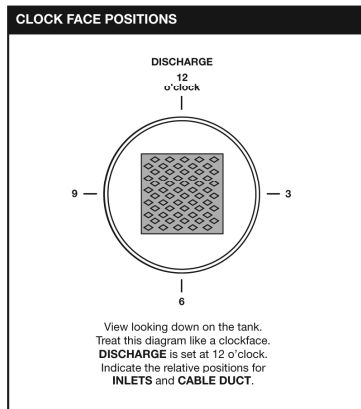 CLOCK FACE POSITIONS
DISCHARGE
12
o'clock
9
3
6
View looking down on the tank.
Treat this diagram like a clockface.
DISCHARGE is set at 12 o'clock.
Indicate the relative positions for
INLETS and CABLE DUCT.